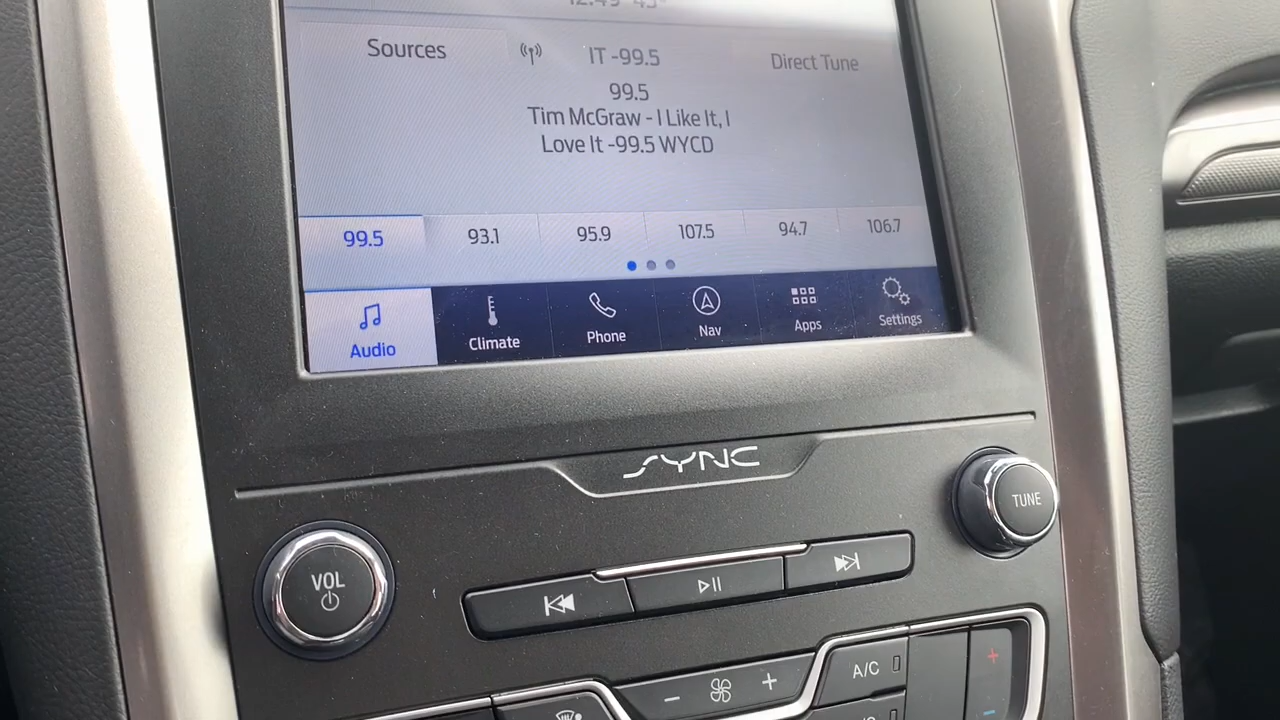 Sources
IT -99.5
Direct Tune
99.5
Tim McGraw - I Like It, I
Love It -99.5 WYCD
99.5
93.1
95.9
107.5
94.7
106.7
Audio
Climate
Phone
Nav
Apps
Settings
SYNC
TUNE
VOL
A/C